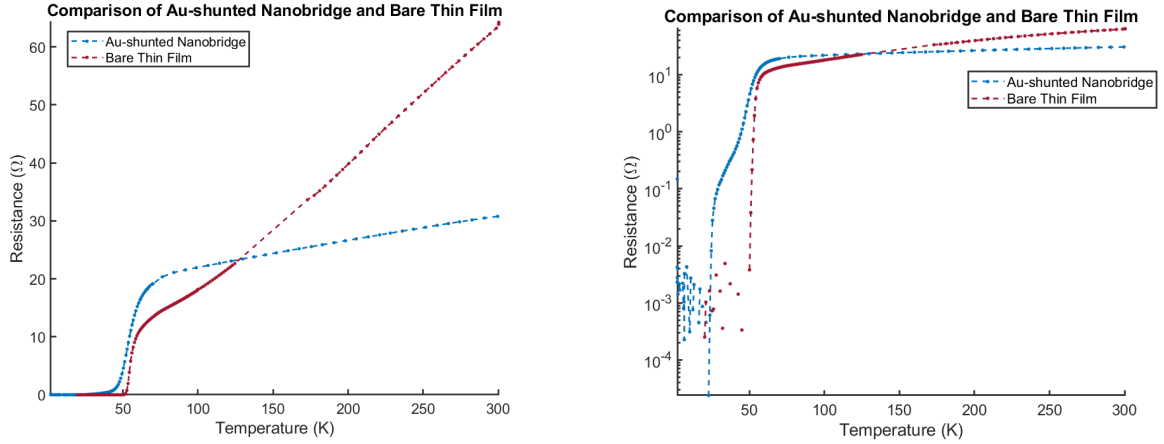 Comparison of Au-shunted Nanobridge and Bare Thin Film
Au-shunted Nanobridge
Bare Thin Film
60
50
40
30
20
10
0
Resistance (Ω)
50
100
150
200
250
300
Temperature (K)
Comparison of Au-shunted Nanobridge and Bare Thin Film
Au-shunted Nanobridge
Bare Thin Film
10^1
10^0
10^-1
10^-2
10^-3
10^-4
Resistance (Ω)
50
100
150
200
250
300
Temperature (K)